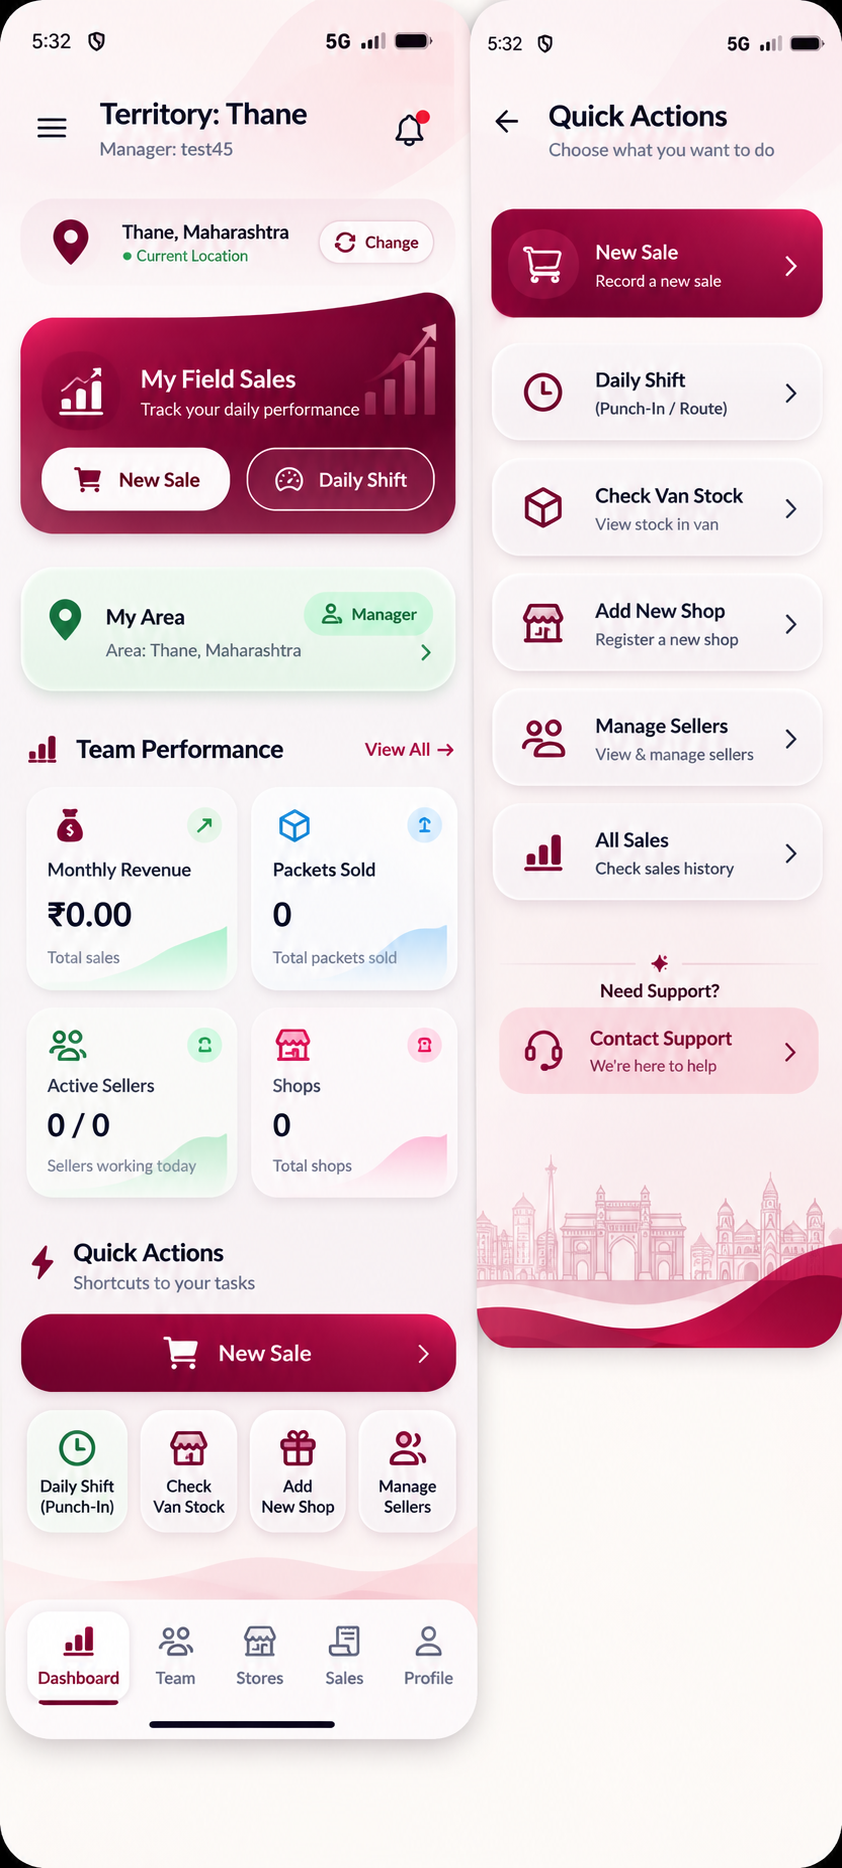 5:32
5G
Territory: Thane
Manager: test45
Thane, Maharashtra
Current Location
Change
My Field Sales
Track your daily performance
New Sale
Daily Shift
My Area
Manager
Area: Thane, Maharashtra
Team Performance
View All →
$
Monthly Revenue
₹0.00
Total sales
Packets Sold
0
Total packets sold
Active Sellers
0 / 0
Sellers working today
Shops
0
Total shops
Quick Actions
Shortcuts to your tasks
New Sale
Daily Shift
(Punch-In)
Check
Van Stock
Add
New Shop
Manage
Sellers
Dashboard
Team
Stores
Sales
Profile
5:32
5G
Quick Actions
Choose what you want to do
New Sale
Record a new sale
Daily Shift
(Punch-In / Route)
Check Van Stock
View stock in van
Add New Shop
Register a new shop
Manage Sellers
View & manage sellers
All Sales
Check sales history
Need Support?
Contact Support
We're here to help